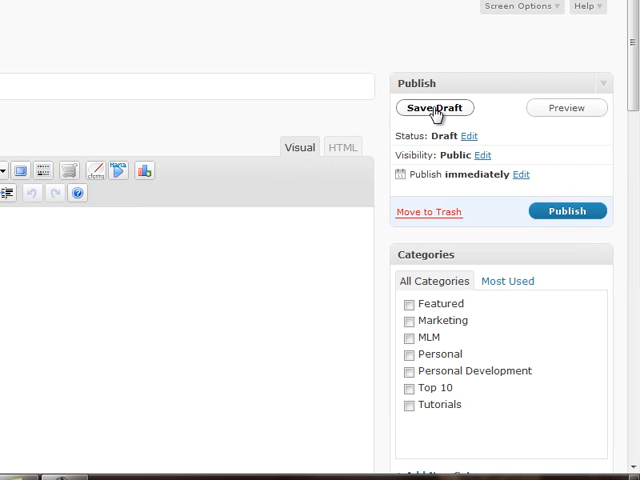 Screen Options Help
Publish
Save Draft Preview
Status: Draft Edit
Visual HTML
Visibility: Public Edit
Publish immediately Edit
Move to Trash Publish
Categories
All Categories Most Used
Featured
Marketing
MLM
Personal
Personal Development
Top 10
Tutorials